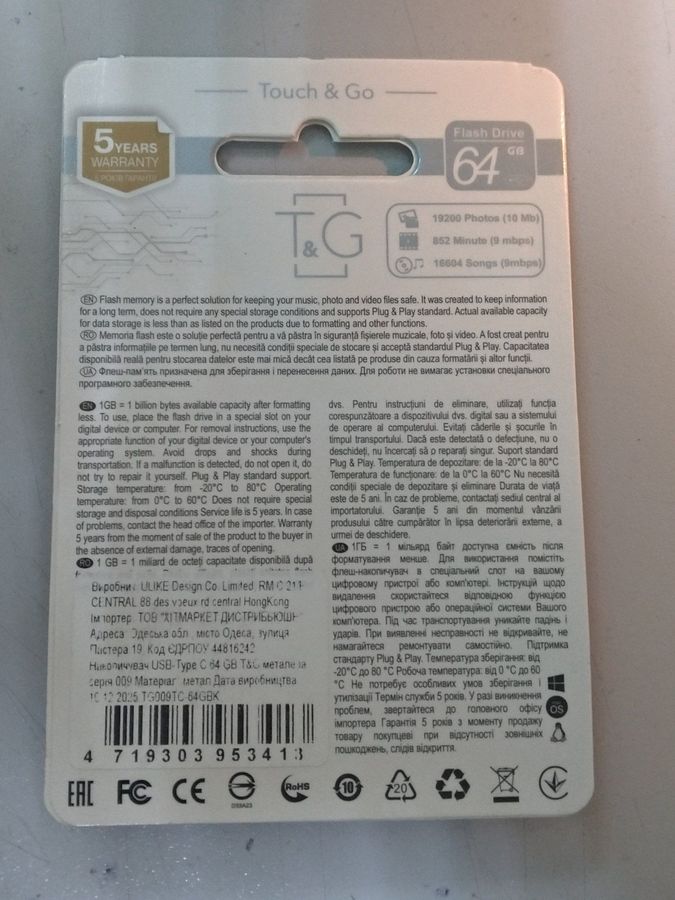 Touch & Go
5 YEARS
WARRANTY
5 РОКІВ ГАРАНТІЇ
Flash Drive
64 GB
T&G
19200 Photos (10 Mb)
852 Minute (9 mbps)
16604 Songs (9mbps)
EN Flash memory is a perfect solution for keeping your music, photo and video files safe. It was created to keep information
for a long term, does not require any special storage conditions and supports Plug & Play standard. Actual available capacity
for data storage is less than as listed on the products due to formatting and other functions.
RO Memoria flash este o soluție perfectă pentru a vă păstra în siguranță fișierele muzicale, foto și video. A fost creat pentru
a păstra informație pe termen lung, nu necesită condiții speciale de stocare și acceptă standardul Plug & Play. Capacitatea
disponibilă reală pentru stocarea datelor este mai mică decât cea listată pe produse din cauza formatării și altor funcții.
UA Флеш-пам'ять призначена для зберігання і перенесення даних. Для роботи не вимагає установки спеціального
програмного забезпечення.
EN 1GB = 1 billion bytes available capacity after formatting
less. To use, place the flash drive in a special slot on your
digital device or computer. For removal instructions, use the
appropriate function of your digital device or your computer's
operating system. Avoid drops and shocks during
transportation. If a malfunction is detected, do not open it, do
not try to repair it yourself. Plug & Play standard support.
Storage temperature: from -20°C to 80°C Operating
temperature: from 0°C to 60°C Does not require special
storage and disposal conditions Service life is 5 years. In case
of problems, contact the head office of the importer. Warranty
5 years from the moment of sale of the product to the buyer in
the absence of external damage, traces of opening.
RO 1 GB = 1 miliard de octeți capacitate disponibilă după
Виробник ULIKE Design Co. Limited. RM C 21
CENTRAL 88 des voeux rd central HongKong
Імпортер: ТОВ "ХІТМАРКЕТ ДИСТРИБЬЮШН
Адреса Одеська обл. місто Одеса, вулиця
Пастера 19. Код ЄДРПОУ 44816242
Накопичувач USB-Type C 64 GB T&G металева
серія 009 Матеріал метал Дата виробництва
12.2025 TG009TC-64GBK
4 719303 953413
dvs. Pentru instrucțiuni de eliminare, utilizați funcția
corespunzătoare a dispozitivului dvs. digital sau a sistemului
de operare al computerului. Evitați căderile și șocurile în
timpul transportului. Dacă este detectată o defecțiune, nu o
deschideți, nu încercați să o reparați singur. Suport standard
Plug & Play. Temperatura de depozitare: de la -20°C la 80°C
Temperatura de funcționare: de la 0°C la 60°C Nu necesită
condiții speciale de depozitare și eliminare Durata de viață
este de 5 ani. În caz de probleme, contactați sediul central al
importatorului. Garanție 5 ani din momentul vânzării
produsului către cumpărător în lipsa deteriorării externe, a
urmei de deschidere.
UA 1ГБ = 1 мільярд байт доступна ємність після
форматування менше. Для використання помістіть
флеш-накопичувач в спеціальний слот на вашому
цифровому пристрої або комп'ютері. Інструкцій щодо
видалення скористайтеся відповідною функцією
цифрового пристрою або операційної системи Вашого
комп'ютера. Під час транспортування уникайте падінь і
ударів. При виявленні несправності не відкривайте, не
намагайтеся ремонтувати самостійно. Підтримка
стандарту Plug & Play. Температура зберігання: від
-20°C до 80 °C Робоча температура: від 0 °C до 60
°C Не потребує особливих умов зберігання і
утилізації Термін служби 5 років. У разі виникнення
проблем, звертайтеся до головного офісу
імпортера Гарантія 5 років з моменту продажу
товару покупцеві при відсутності зовнішніх
пошкоджень, слідів відкриття.
OS
EAC FC CE RoHS 10 20